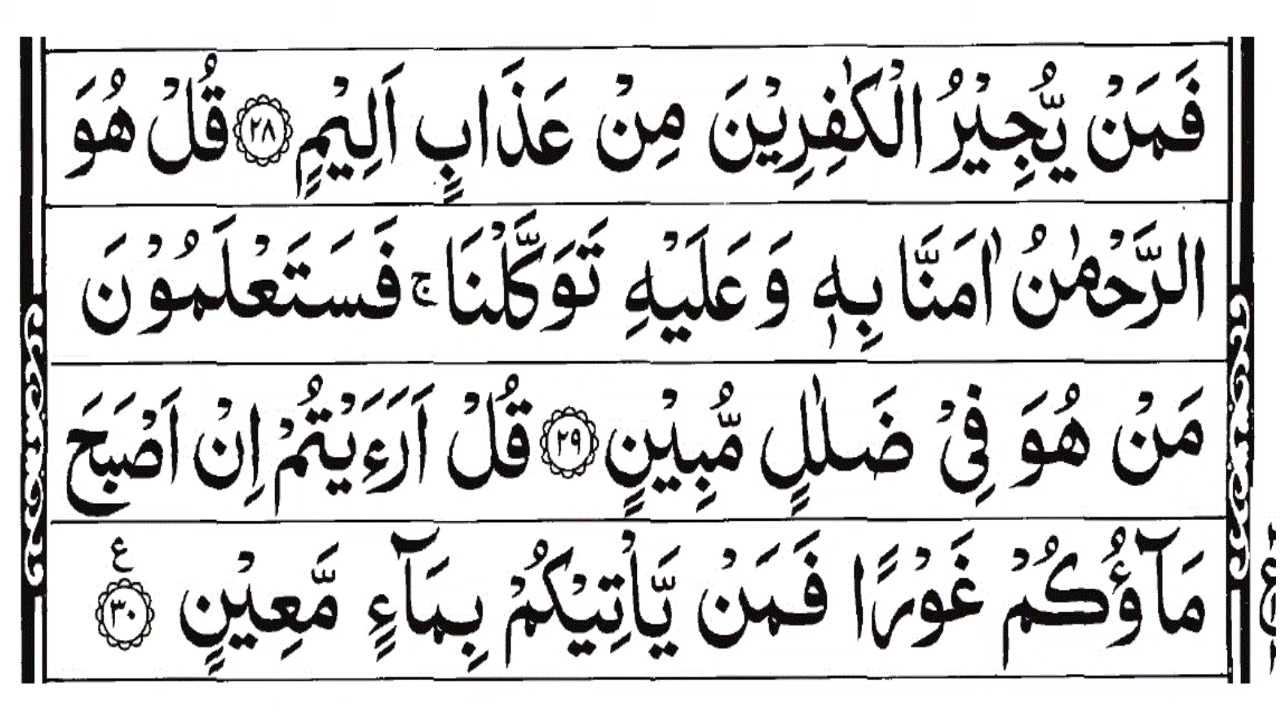 فَمَنْ يُّجِيْرُ الْكٰفِرِيْنَ مِنْ عَذَابٍ اَلِيْمٍ ﴿۲۸﴾ قُلْ هُوَ
الرَّحْمٰنُ اٰمَنَّا بِهٖ وَعَلَيْهِ تَوَكَّلْنَا ۚ فَسَتَعْلَمُوْنَ
مَنْ هُوَ فِیْ ضَلٰلٍ مُّبِيْنٍ ﴿۲۹﴾ قُلْ اَرَءَيْتُمْ اِنْ اَصْبَحَ
مَآؤُكُمْ غَوْرًا فَمَنْ يَّاْتِيْكُمْ بِمَآءٍ مَّعِيْنٍ ﴿۳۰﴾ ع